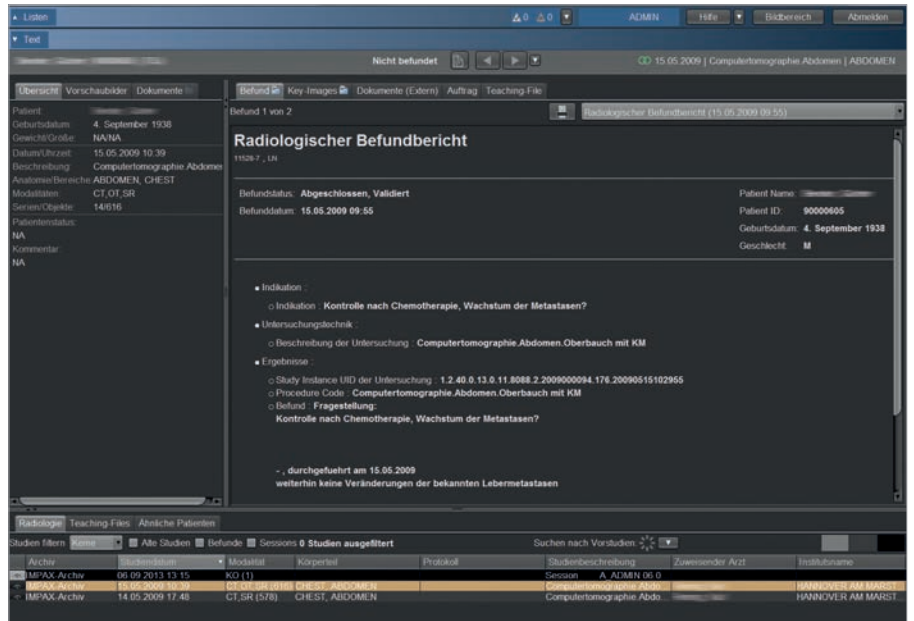 Listen
0 0 ADMIN Hilfe Bildbereich Abmelden
Text
Nicht befundet
15.05.2009 | Computertomographie Abdomen | ABDOMEN
Übersicht Vorschaubilder Dokumente
Patient:
Geburtsdatum: 4. September 1938
Gewicht/Größe: NA/NA
Datum/Uhrzeit: 15.05.2009 10:39
Beschreibung: Computertomographie Abdomen
Anatomie/Bereiche: ABDOMEN, CHEST
Modalitäten: CT,OT,SR
Serien/Objekte: 14/616
Patientenstatus:
NA
Kommentar:
NA
Befund Key-Images Dokumente (Extern) Auftrag Teaching-File
Befund 1 von 2
Radiologischer Befundbericht (15.05.2009 09:55)
Radiologischer Befundbericht
11528-7 , LN
Befundstatus: Abgeschlossen, Validiert
Befunddatum: 15.05.2009 09:55
Patient Name:
Patient ID: 90000605
Geburtsdatum: 4. September 1938
Geschlecht: M
Indikation :
Indikation : Kontrolle nach Chemotherapie, Wachstum der Metastasen?
Untersuchungstechnik :
Beschreibung der Untersuchung : Computertomographie.Abdomen.Oberbauch mit KM
Ergebnisse :
Study Instance UID der Untersuchung : 1.2.40.0.13.0.11.8088.2.2009000094.176.20090515102955
Procedure Code : Computertomographie.Abdomen.Oberbauch mit KM
Befund : Fragestellung:
Kontrolle nach Chemotherapie, Wachstum der Metastasen?
- , durchgefuehrt am 15.05.2009
weiterhin keine Veränderungen der bekannten Lebermetastasen
Radiologie Teaching-Files Ähnliche Patienten
Studien filtern: Keine Alte Studien Befunde Sessions 0 Studien ausgefiltert Suchen nach Vorstudien
Archiv Studiendatum Modalität Körperteil Protokoll Studienbeschreibung Zuweisender Arzt Institutsname
IMPAX-Archiv 06.09.2013 13:15 KO (1) Session A. ADMIN 06.0
IMPAX-Archiv 15.05.2009 10:39 CT,OT,SR (616) CHEST, ABDOMEN Computertomographie Abdo... HANNOVER AM MARST...
IMPAX-Archiv 14.05.2009 17:48 CT,SR (578) CHEST, ABDOMEN Computertomographie Abdo... HANNOVER AM MARST...